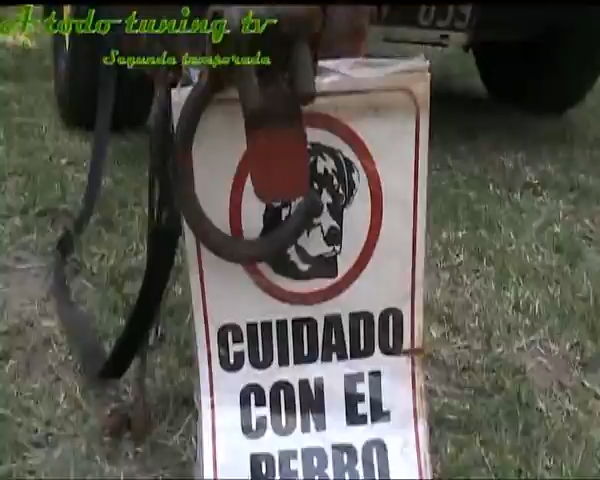 A todo tuning tv
Segunda temporada
CUIDADO
CON EL
PERRO